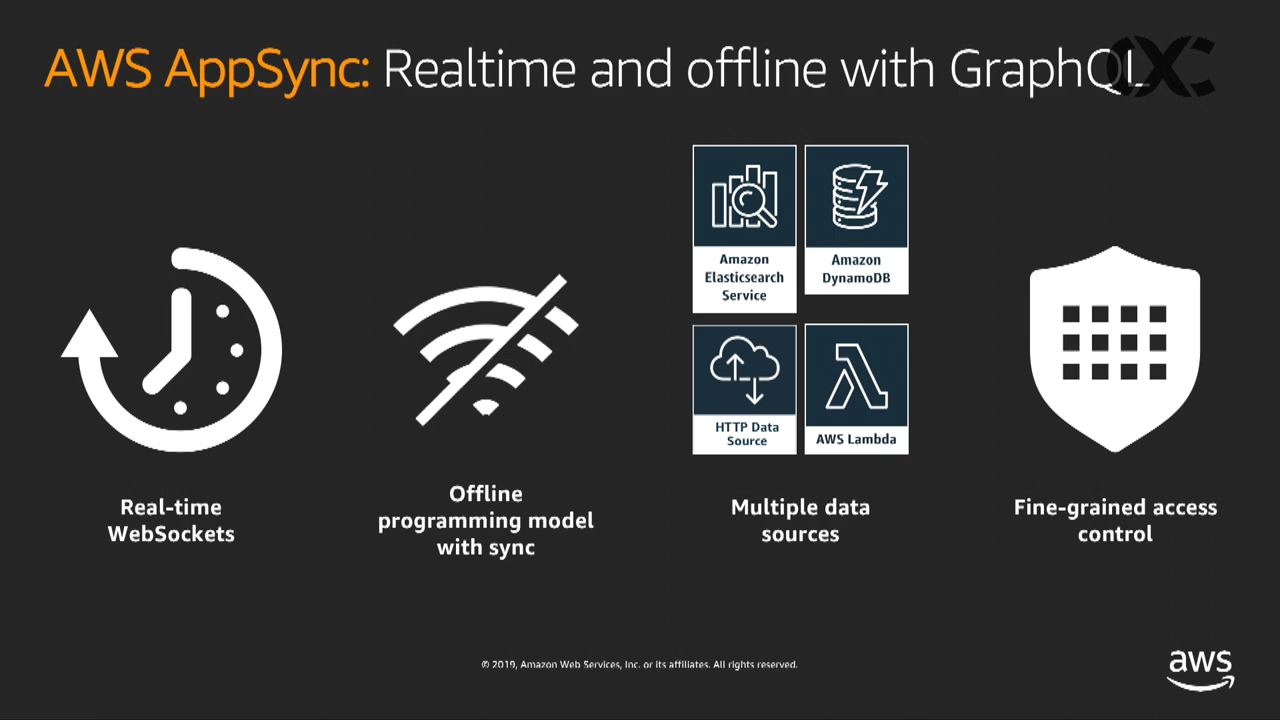 AWS AppSync: Realtime and offline with GraphQL
Amazon
Elasticsearch
Service
Amazon
DynamoDB
HTTP Data
Source
AWS Lambda
Real-time
WebSockets
Offline
programming model
with sync
Multiple data
sources
Fine-grained access
control
© 2019, Amazon Web Services, Inc. or its affiliates. All rights reserved.
aws